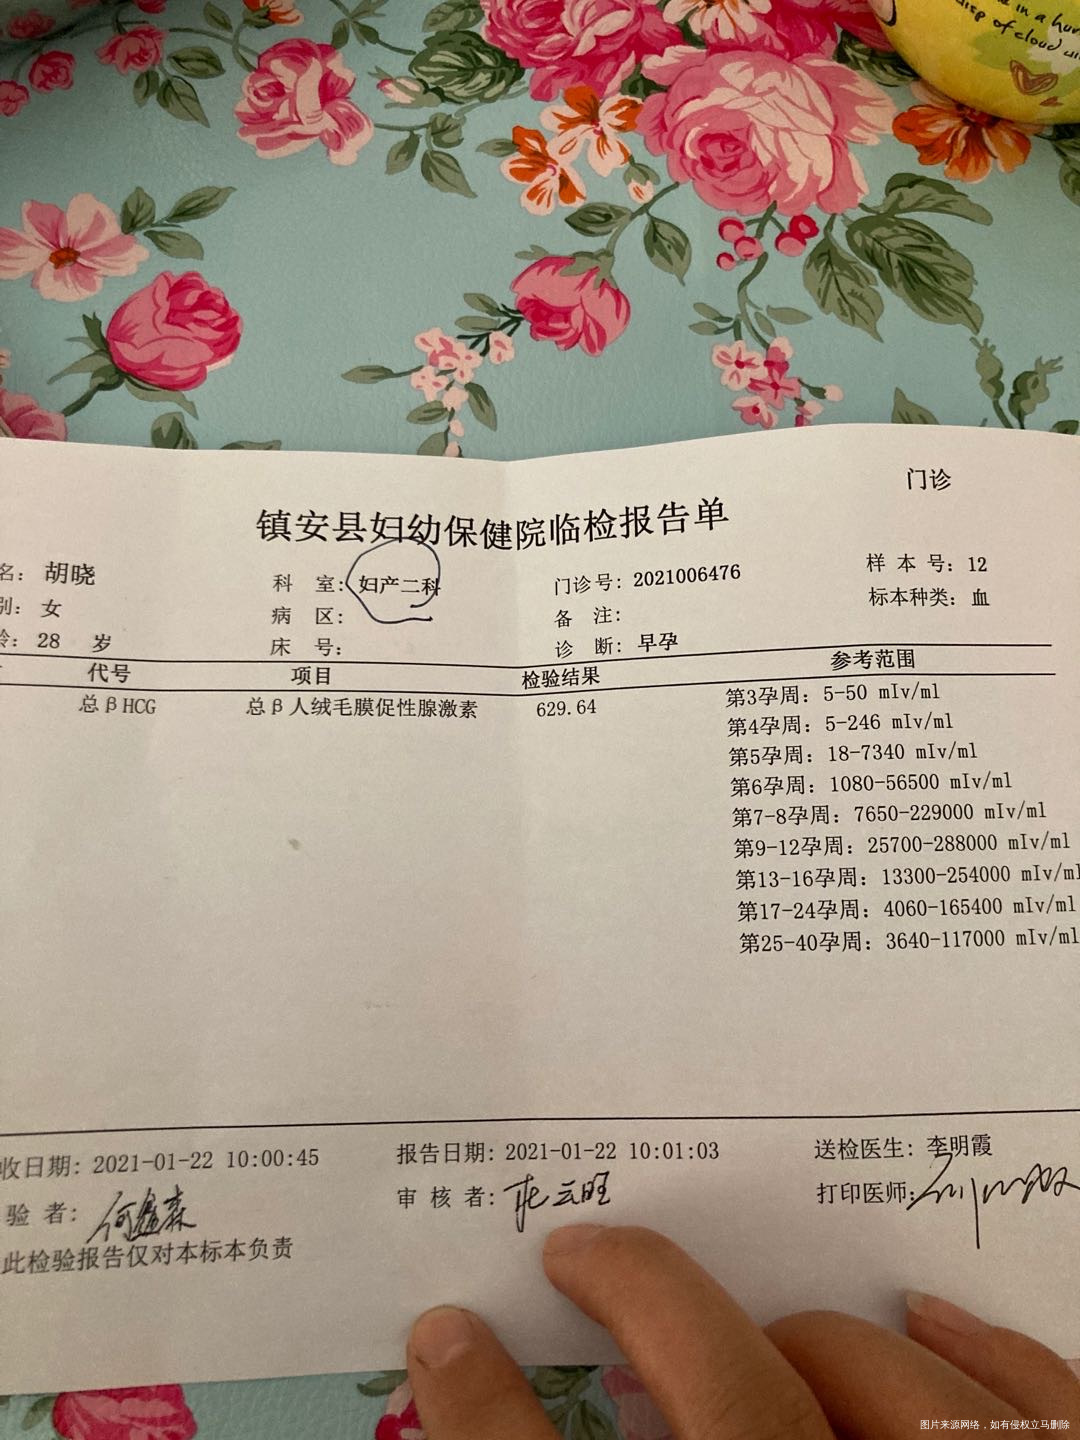 in a hur
disp of cloud
门诊
镇安县妇幼保健院临检报告单
名: 胡晓
科 室: 妇产二科
门诊号: 2021006476
样 本 号: 12
别: 女
病 区:
备 注:
标本种类: 血
龄: 28 岁
床 号:
诊 断: 早孕
代号 项目 检验结果 参考范围
总βHCG 总β人绒毛膜促性腺激素 629.64 第3孕周: 5-50 mIv/ml
第4孕周: 5-246 mIv/ml
第5孕周: 18-7340 mIv/ml
第6孕周: 1080-56500 mIv/ml
第7-8孕周: 7650-229000 mIv/ml
第9-12孕周: 25700-288000 mIv/ml
第13-16孕周: 13300-254000 mIv/ml
第17-24孕周: 4060-165400 mIv/ml
第25-40孕周: 3640-117000 mIv/ml
收日期: 2021-01-22 10:00:45
报告日期: 2021-01-22 10:01:03
送检医生: 李明霞
验 者: 何鑫森
审 核 者:
打印医师:
此检验报告仅对本标本负责
图片来源网络，如有侵权立马删除